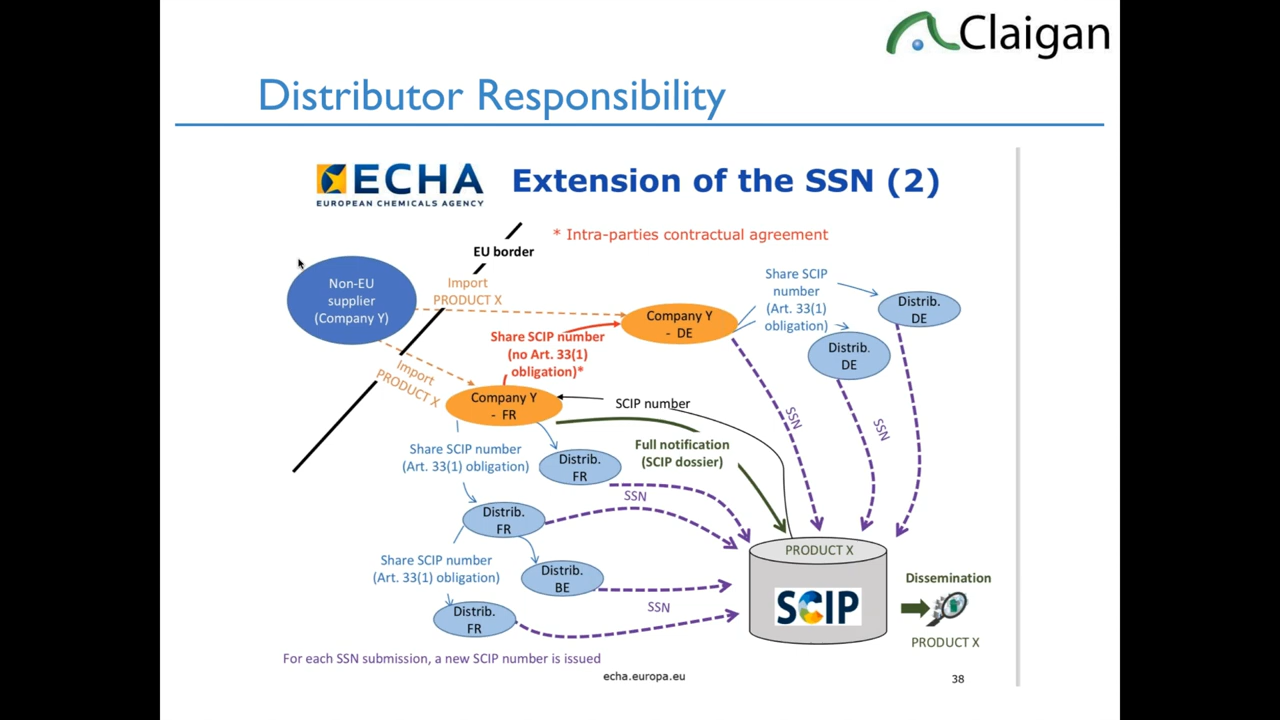 Claigan
Distributor Responsibility
ECHA
EUROPEAN CHEMICALS AGENCY
Extension of the SSN (2)
* Intra-parties contractual agreement
EU border
Non-EU
supplier
(Company Y)
Import
PRODUCT X
Import
PRODUCT X
Share SCIP number
(no Art. 33(1)
obligation)*
Company Y
- DE
Share SCIP
number
(Art. 33(1)
obligation)
Distrib.
DE
Distrib.
DE
Company Y
- FR
SCIP number
Full notification
(SCIP dossier)
SSN
SSN
Share SCIP number
(Art. 33(1) obligation)
Distrib.
FR
SSN
Distrib.
FR
Share SCIP number
(Art. 33(1) obligation)
Distrib.
BE
SSN
Distrib.
FR
PRODUCT X
SCIP
Dissemination
PRODUCT X
For each SSN submission, a new SCIP number is issued
echa.europa.eu
38